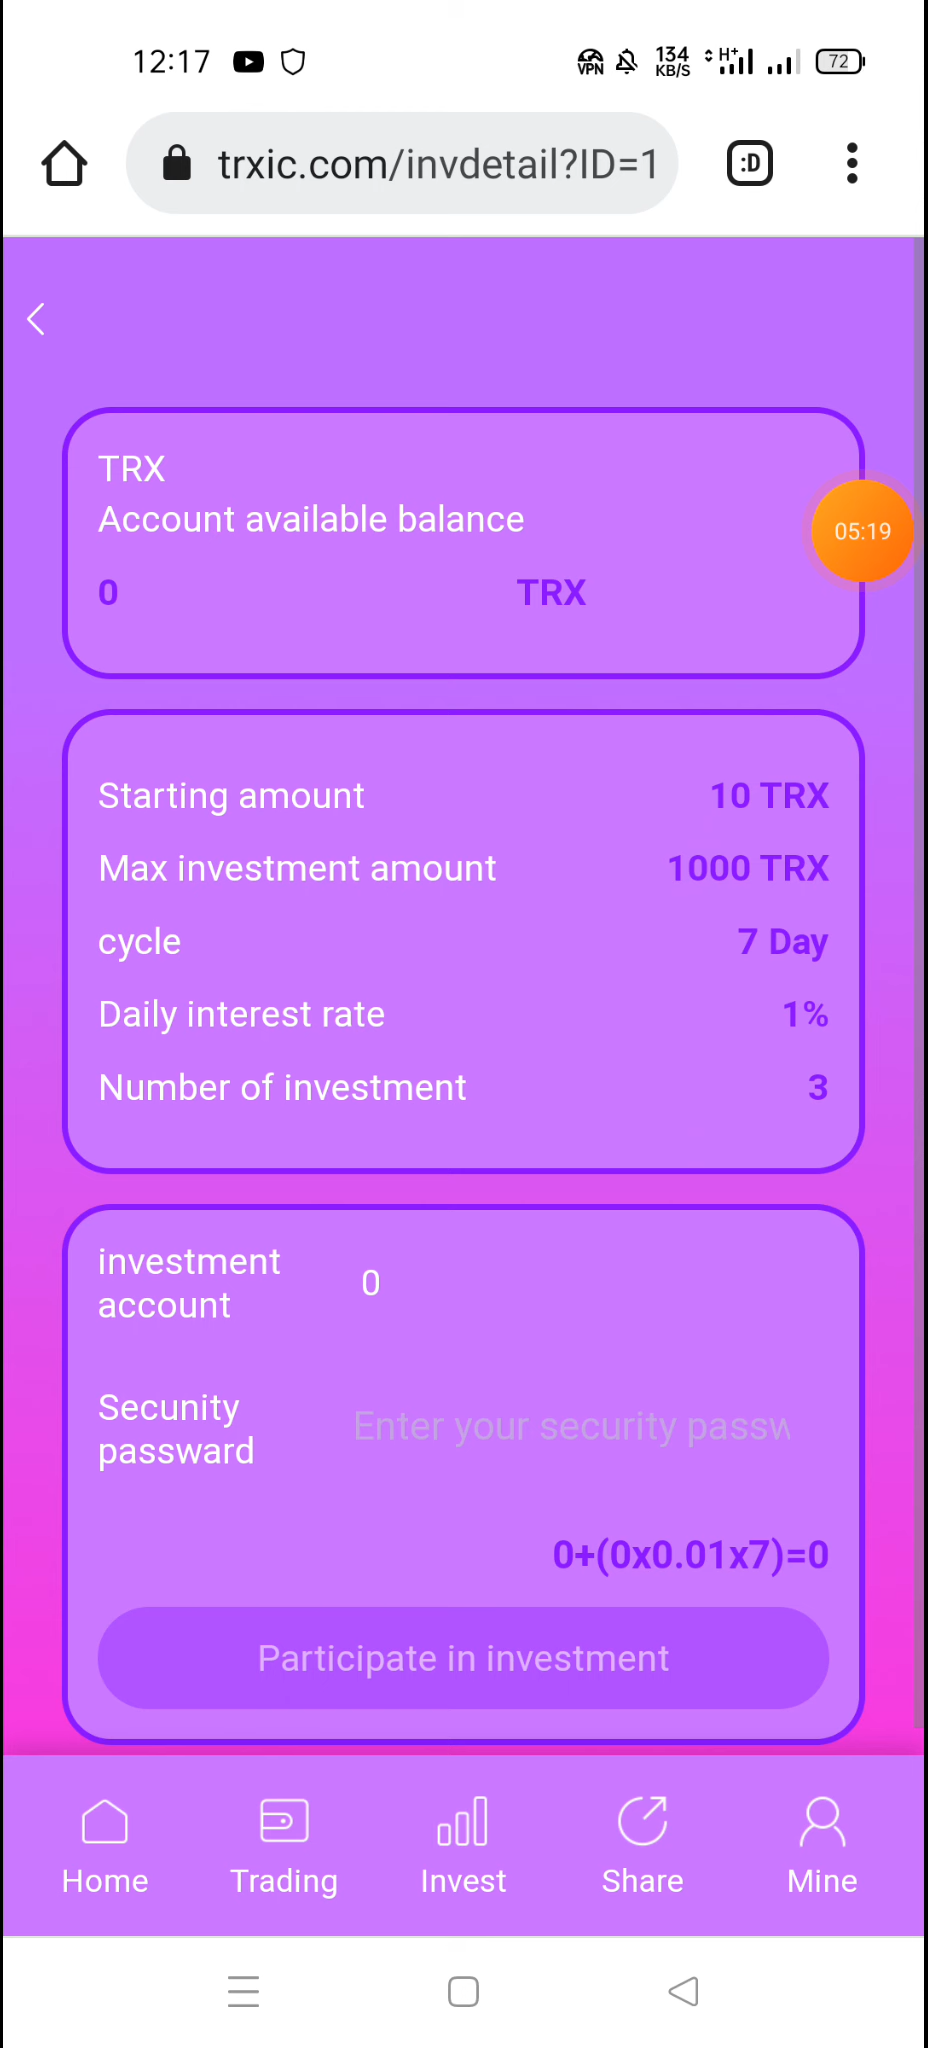 12:17 VPN 134 KB/S H+ 72
trxic.com/invdetail?ID=1 :D
TRX
Account available balance
05:19
0 TRX
Starting amount 10 TRX
Max investment amount 1000 TRX
cycle 7 Day
Daily interest rate 1%
Number of investment 3
investment
account 0
Secunity
passward Enter your security passw
0+(0x0.01x7)=0
Participate in investment
Home Trading Invest Share Mine